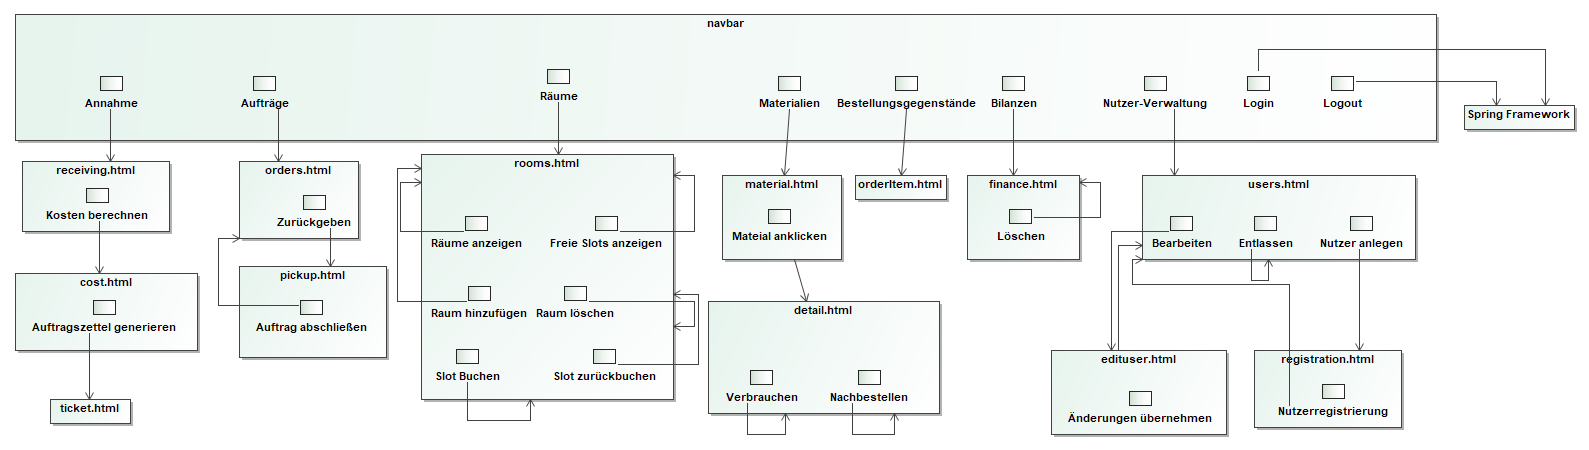 navbar
Annahme
Aufträge
Räume
Materialien
Bestellungsgegenstände
Bilanzen
Nutzer-Verwaltung
Login
Logout
Spring Framework
receiving.html
Kosten berechnen
cost.html
Auftragszettel generieren
ticket.html
orders.html
Zurückgeben
pickup.html
Auftrag abschließen
rooms.html
Räume anzeigen
Freie Slots anzeigen
Raum hinzufügen
Raum löschen
Slot Buchen
Slot zurückbuchen
material.html
Mateial anklicken
detail.html
Verbrauchen
Nachbestellen
orderItem.html
finance.html
Löschen
users.html
Bearbeiten
Entlassen
Nutzer anlegen
edituser.html
Änderungen übernehmen
registration.html
Nutzerregistrierung